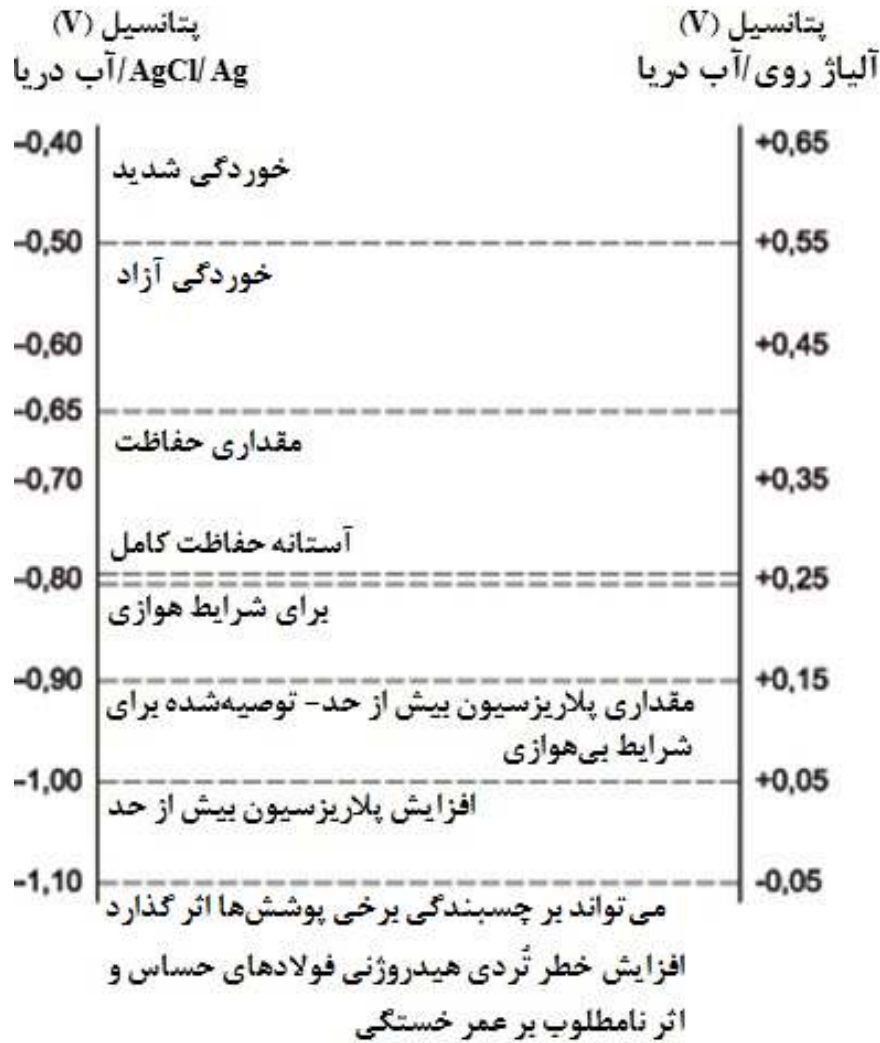 پتانسیل (V)
AgCl/ Ag/آب دریا
پتانسیل (V)
آلیاژ روی/آب دریا
–0,40
خوردگی شدید
+0,65
–0,50
+0,55
خوردگی آزاد
–0,60
+0,45
–0,65
مقداری حفاظت
–0,70
+0,35
آستانه حفاظت کامل
–0,80
+0,25
برای شرایط هوازی
–0,90
+0,15
مقداری پلاریزسیون بیش از حد– توصیه‌شده برای
شرایط بی‌هوازی
–1,00
+0,05
افزایش پلاریزسیون بیش از حد
–1,10
-0,05
می‌تواند بر چسبندگی برخی پوشش‌ها اثر گذارد
افزایش خطر تُردی هیدروژنی فولادهای حساس و
اثر نامطلوب بر عمر خستگی